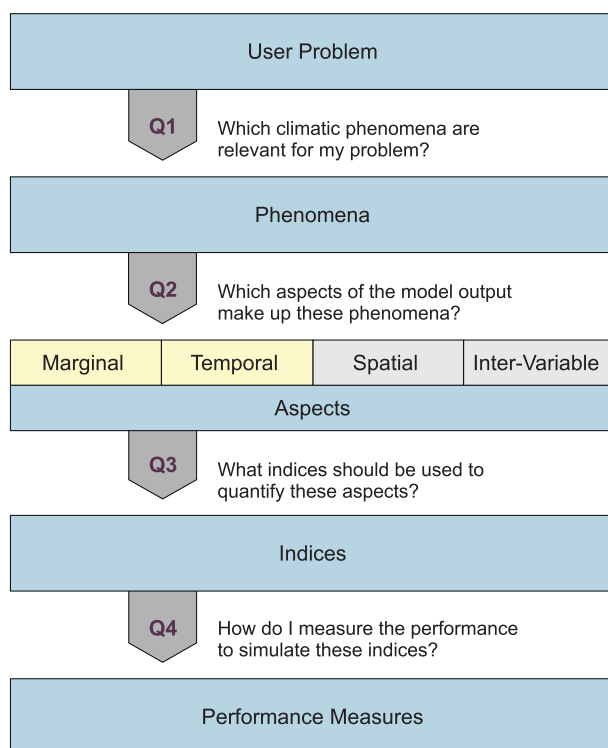 User Problem
Q1
Which climatic phenomena are
relevant for my problem?
Phenomena
Q2
Which aspects of the model output
make up these phenomena?
Marginal Temporal Spatial Inter-Variable
Aspects
Q3
What indices should be used to
quantify these aspects?
Indices
Q4
How do I measure the performance
to simulate these indices?
Performance Measures